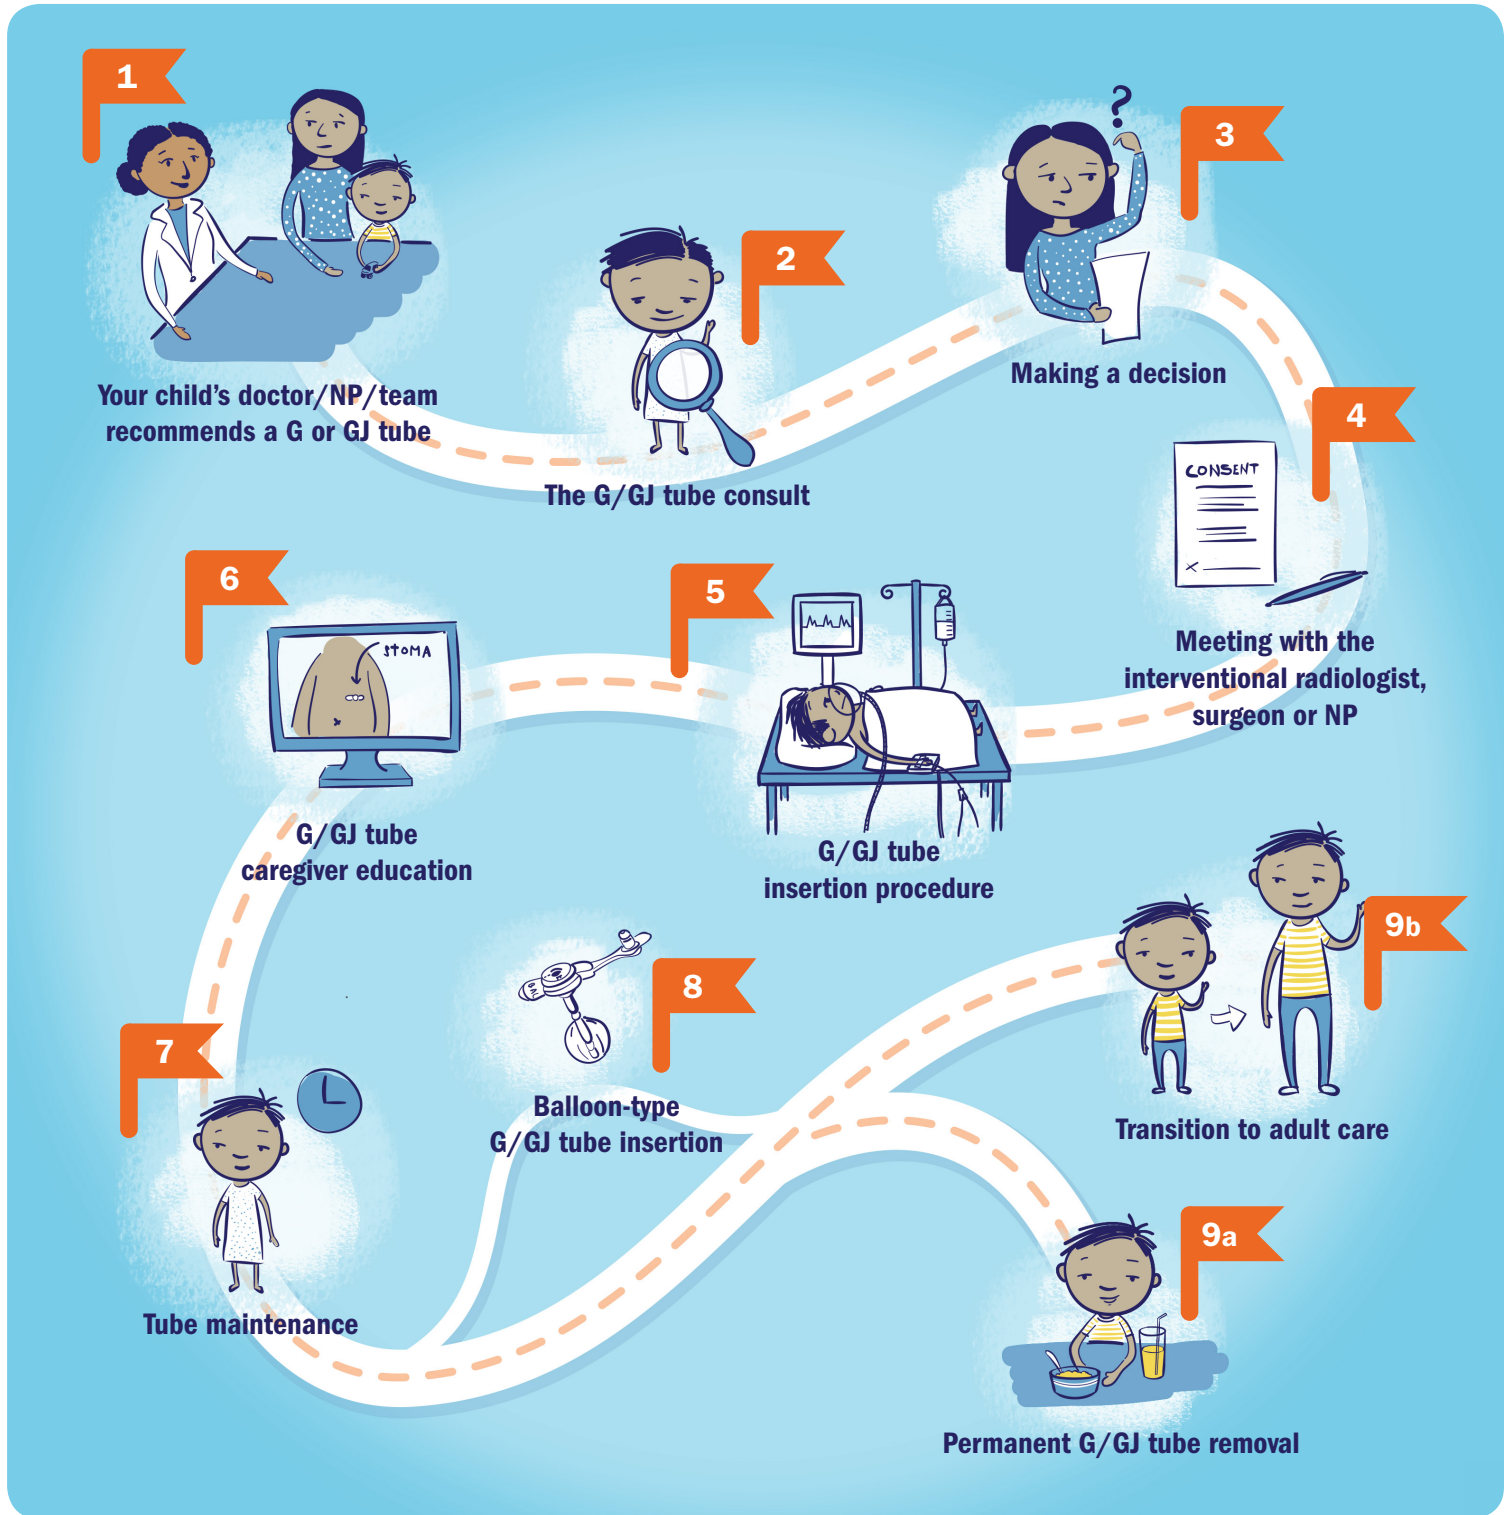 1
Your child's doctor/NP/team
recommends a G or GJ tube
2
The G/GJ tube consult
?
3
Making a decision
4
CONSENT
X
Meeting with the
interventional radiologist,
surgeon or NP
5
G/GJ tube
insertion procedure
6
STOMA
G/GJ tube
caregiver education
7
Tube maintenance
8
BAL
Balloon-type
G/GJ tube insertion
9b
Transition to adult care
9a
Permanent G/GJ tube removal